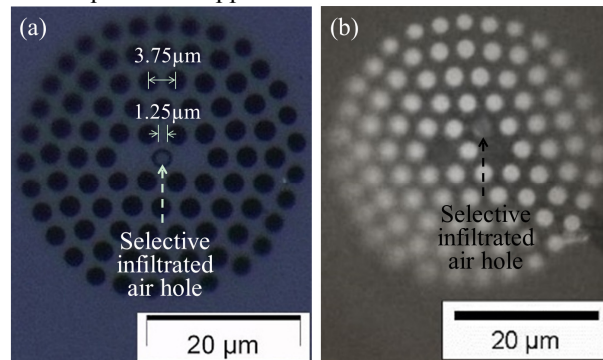 (a)
3.75µm
1.25µm
Selective
infiltrated
air hole
20 µm
(b)
Selective
infiltrated
air hole
20 µm